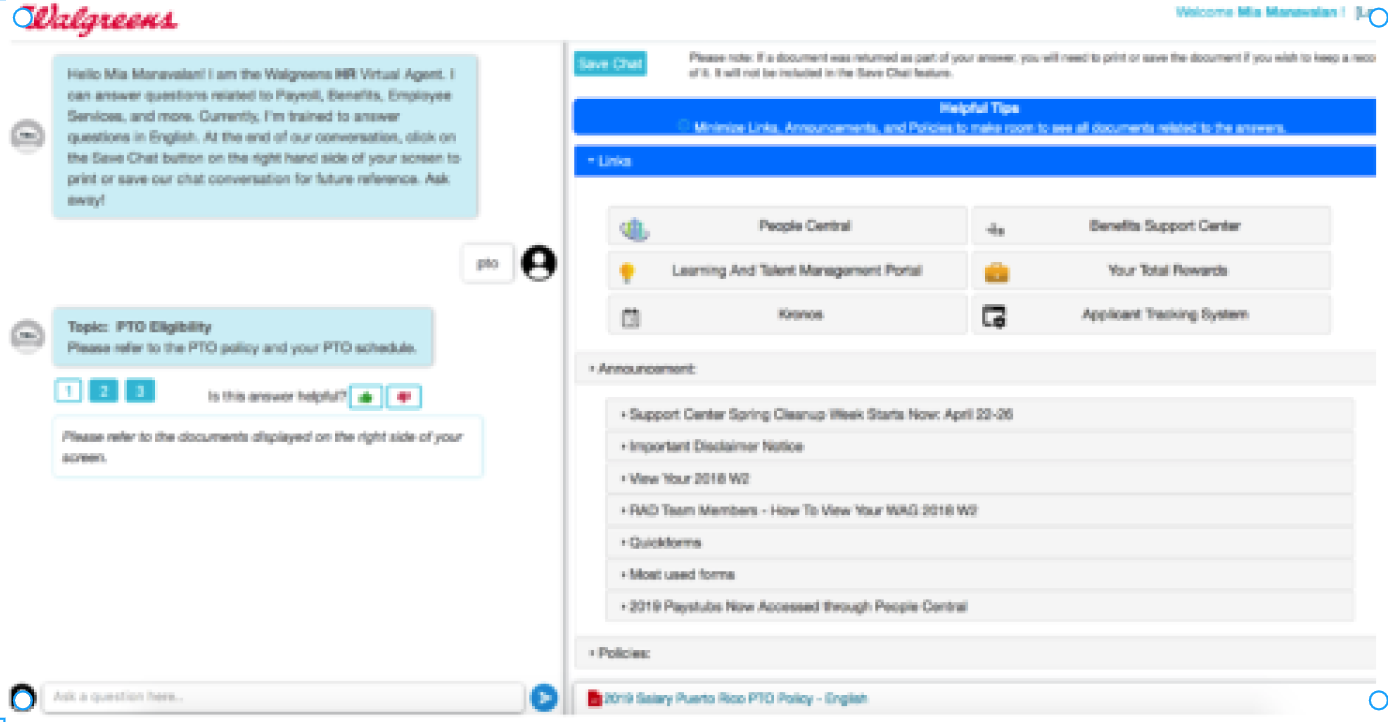 Walgreens
Welcome Mia Manavalan !
Hello Mia Manavalan! I am the Walgreens HR Virtual Agent. I
can answer questions related to Payroll, Benefits, Employee
Services, and more. Currently, I'm trained to answer
questions in English. At the end of our conversation, click on
the Save Chat button on the right hand side of your screen to
print or save our chat conversation for future reference. Ask
away!
pto
Topic: PTO Eligibility
Please refer to the PTO policy and your PTO schedule.
1 2 3 Is this answer helpful?
Please refer to the documents displayed on the right side of your
screen.
Ask a question here..
Save Chat
Please note: If a document was returned as part of your answer, you will need to print or save the document if you wish to keep a reco
of it. It will not be included in the Save Chat feature.
Helpful Tips
Minimize Links, Announcements, and Policies to make room to see all documents related to the answers.
Links
People Central
Benefits Support Center
Learning And Talent Management Portal
Your Total Rewards
Kronos
Applicant Tracking System
Announcement:
Support Center Spring Cleanup Week Starts Now: April 22-26
Important Disclaimer Notice
View Your 2018 W2
RAD Team Members - How To View Your WAG 2018 W2
Quickforms
Most used forms
2019 Paystubs Now Accessed through People Central
Policies:
2019 Salary Puerto Rico PTO Policy - English